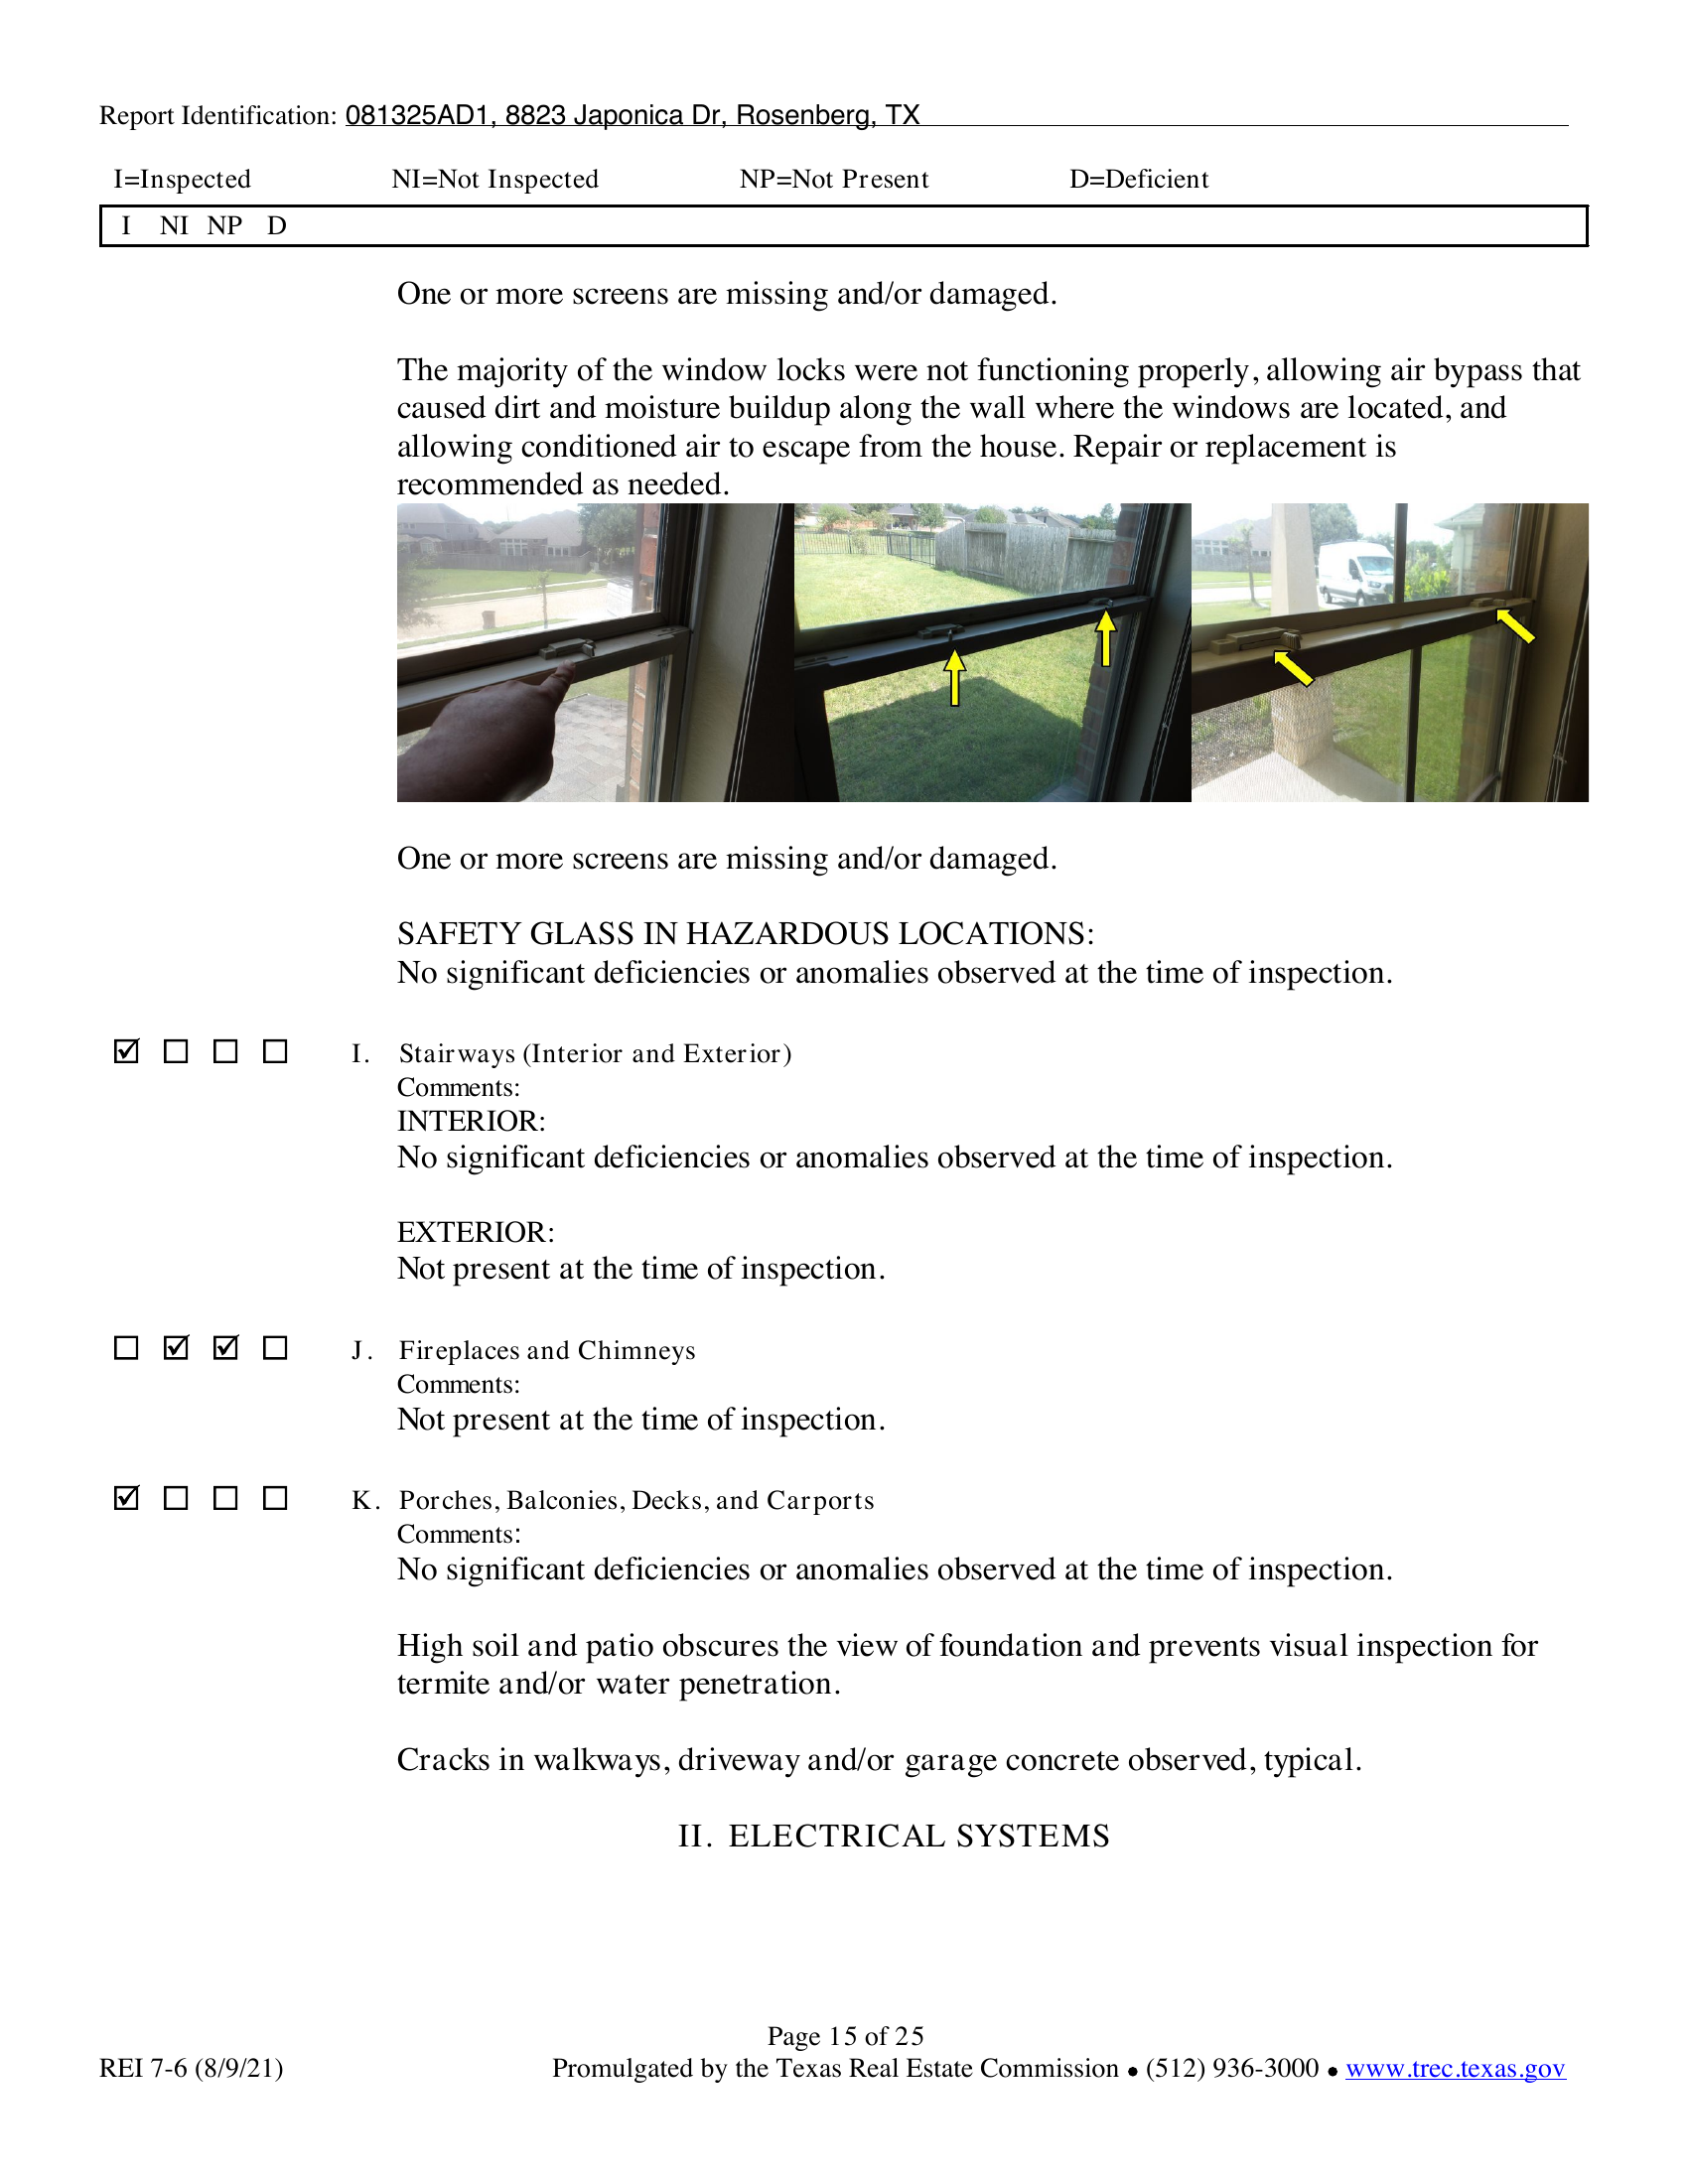 Report Identification: 081325AD1, 8823 Japonica Dr, Rosenberg, TX
I=Inspected NI=Not Inspected NP=Not Present D=Deficient
I NI NP D
One or more screens are missing and/or damaged.
The majority of the window locks were not functioning properly, allowing air bypass that
caused dirt and moisture buildup along the wall where the windows are located, and
allowing conditioned air to escape from the house. Repair or replacement is
recommended as needed.
One or more screens are missing and/or damaged.
SAFETY GLASS IN HAZARDOUS LOCATIONS:
No significant deficiencies or anomalies observed at the time of inspection.
I. Stairways (Interior and Exterior)
Comments:
INTERIOR:
No significant deficiencies or anomalies observed at the time of inspection.
EXTERIOR:
Not present at the time of inspection.
J. Fireplaces and Chimneys
Comments:
Not present at the time of inspection.
K. Porches, Balconies, Decks, and Carports
Comments:
No significant deficiencies or anomalies observed at the time of inspection.
High soil and patio obscures the view of foundation and prevents visual inspection for
termite and/or water penetration.
Cracks in walkways, driveway and/or garage concrete observed, typical.
II. ELECTRICAL SYSTEMS
Page 15 of 25
REI 7-6 (8/9/21) Promulgated by the Texas Real Estate Commission ● (512) 936-3000 ● www.trec.texas.gov